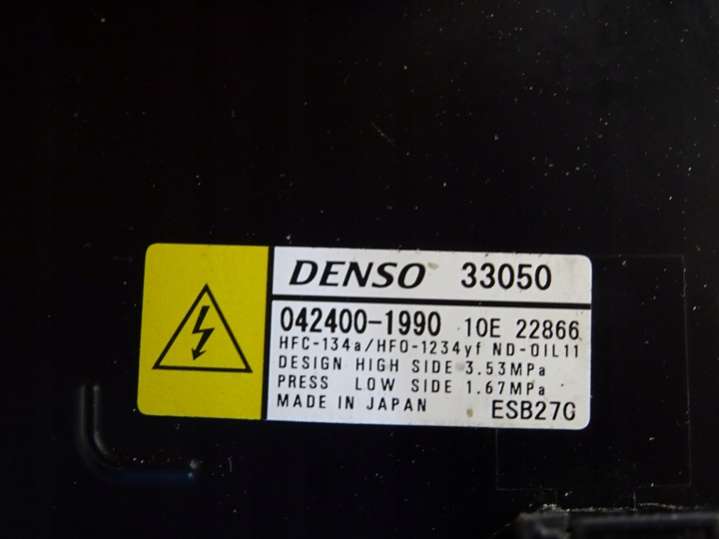 DENSO 33050
042400-1990 10E 22866
HFC-134a/HFO-1234yf ND-OIL11
DESIGN HIGH SIDE 3.53MPa
PRESS LOW SIDE 1.67MPa
MADE IN JAPAN ESB27C